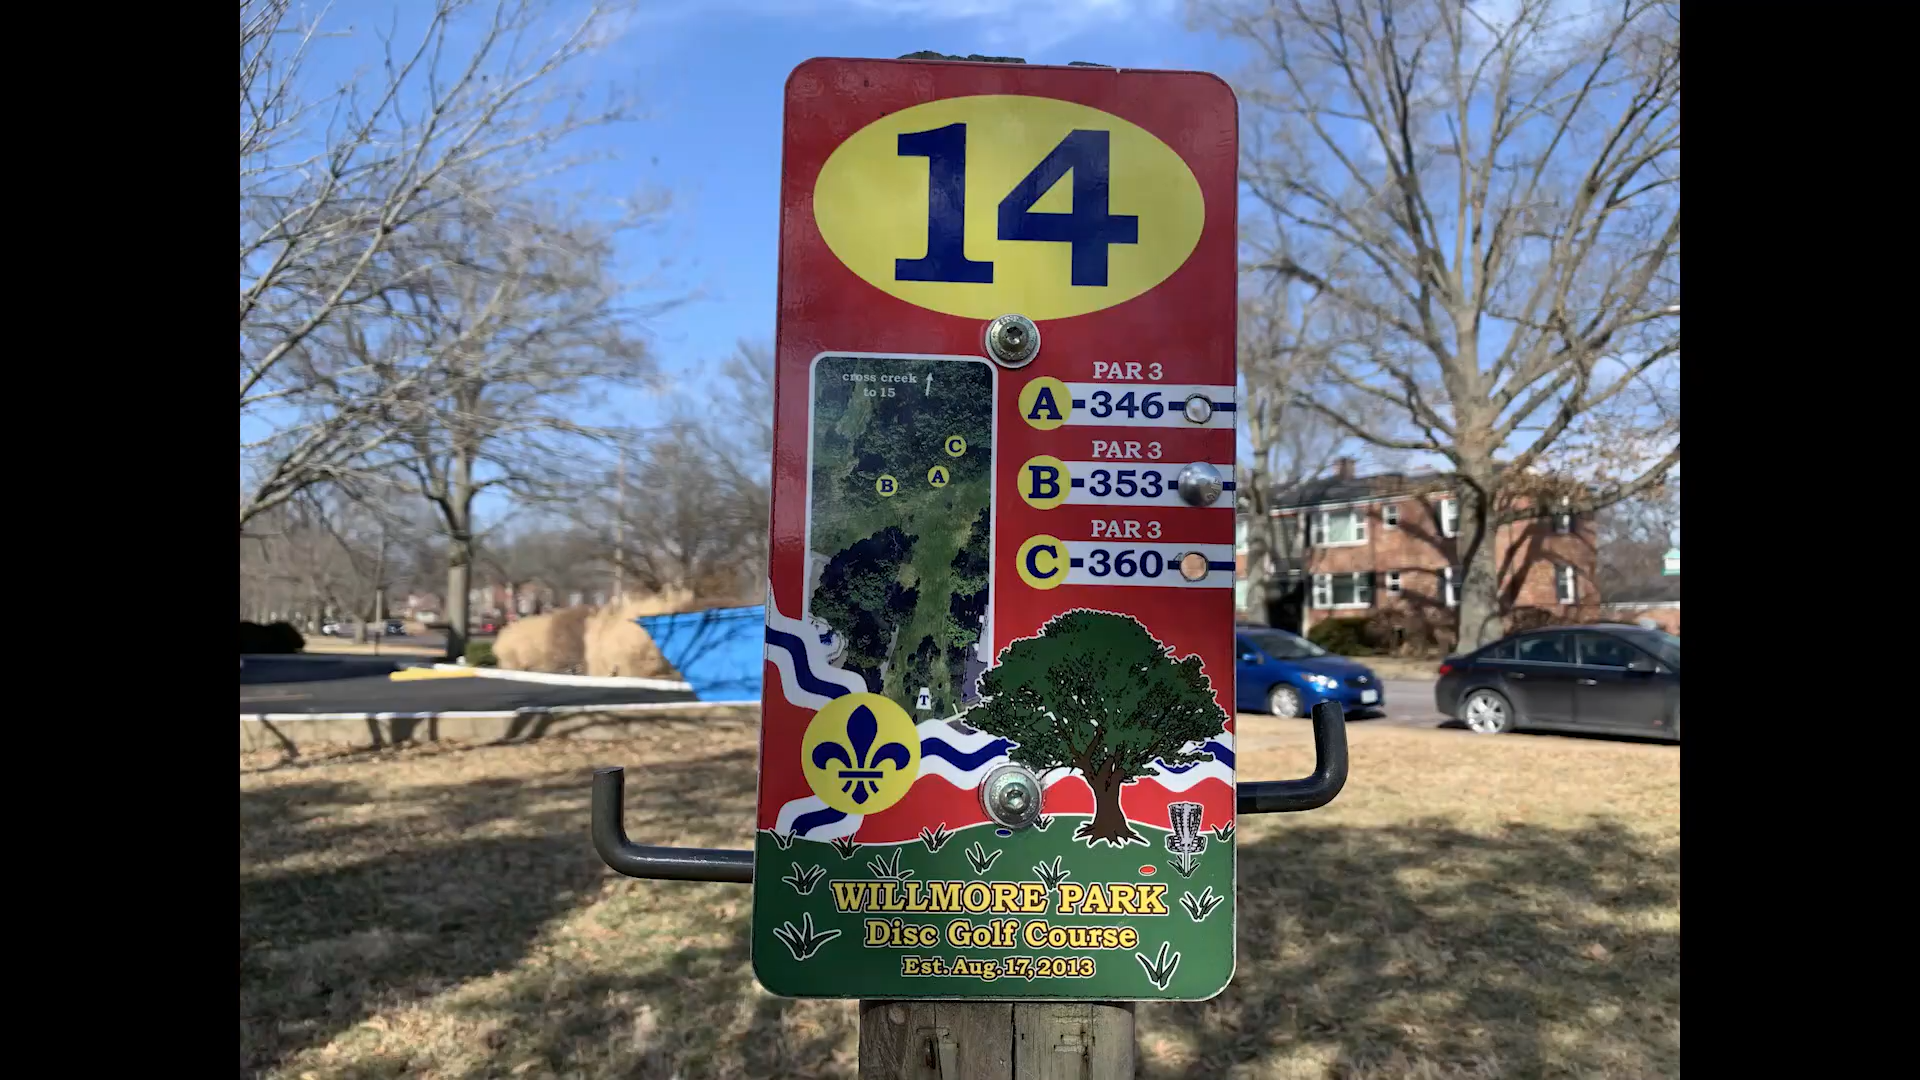 14
cross creek
to 15
C
A
B
T
PAR 3
A-346
PAR 3
B-353
PAR 3
C-360
WILLMORE PARK
Disc Golf Course
Est. Aug. 17, 2013